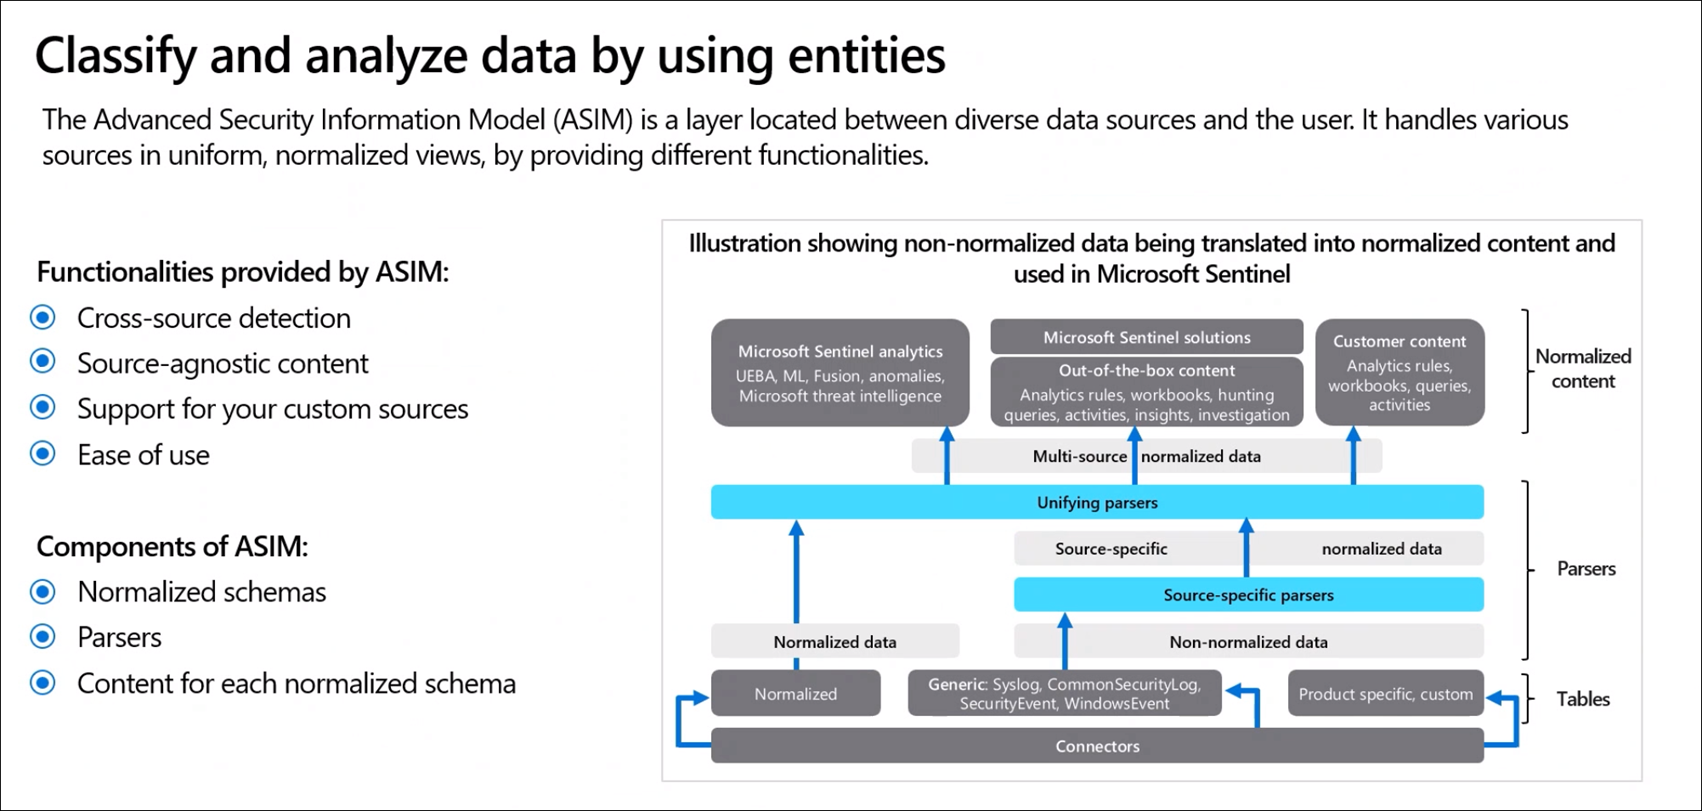 Classify and analyze data by using entities
The Advanced Security Information Model (ASIM) is a layer located between diverse data sources and the user. It handles various
sources in uniform, normalized views, by providing different functionalities.
Functionalities provided by ASIM:
Cross-source detection
Source-agnostic content
Support for your custom sources
Ease of use
Components of ASIM:
Normalized schemas
Parsers
Content for each normalized schema
Illustration showing non-normalized data being translated into normalized content and
used in Microsoft Sentinel
Microsoft Sentinel analytics
UEBA, ML, Fusion, anomalies,
Microsoft threat intelligence
Microsoft Sentinel solutions
Out-of-the-box content
Analytics rules, workbooks, hunting
queries, activities, insights, investigation
Customer content
Analytics rules,
workbooks, queries,
activities
Normalized
content
Multi-source normalized data
Unifying parsers
Source-specific normalized data
Source-specific parsers
Parsers
Normalized data
Non-normalized data
Normalized
Generic: Syslog, CommonSecurityLog,
SecurityEvent, WindowsEvent
Product specific, custom
Tables
Connectors